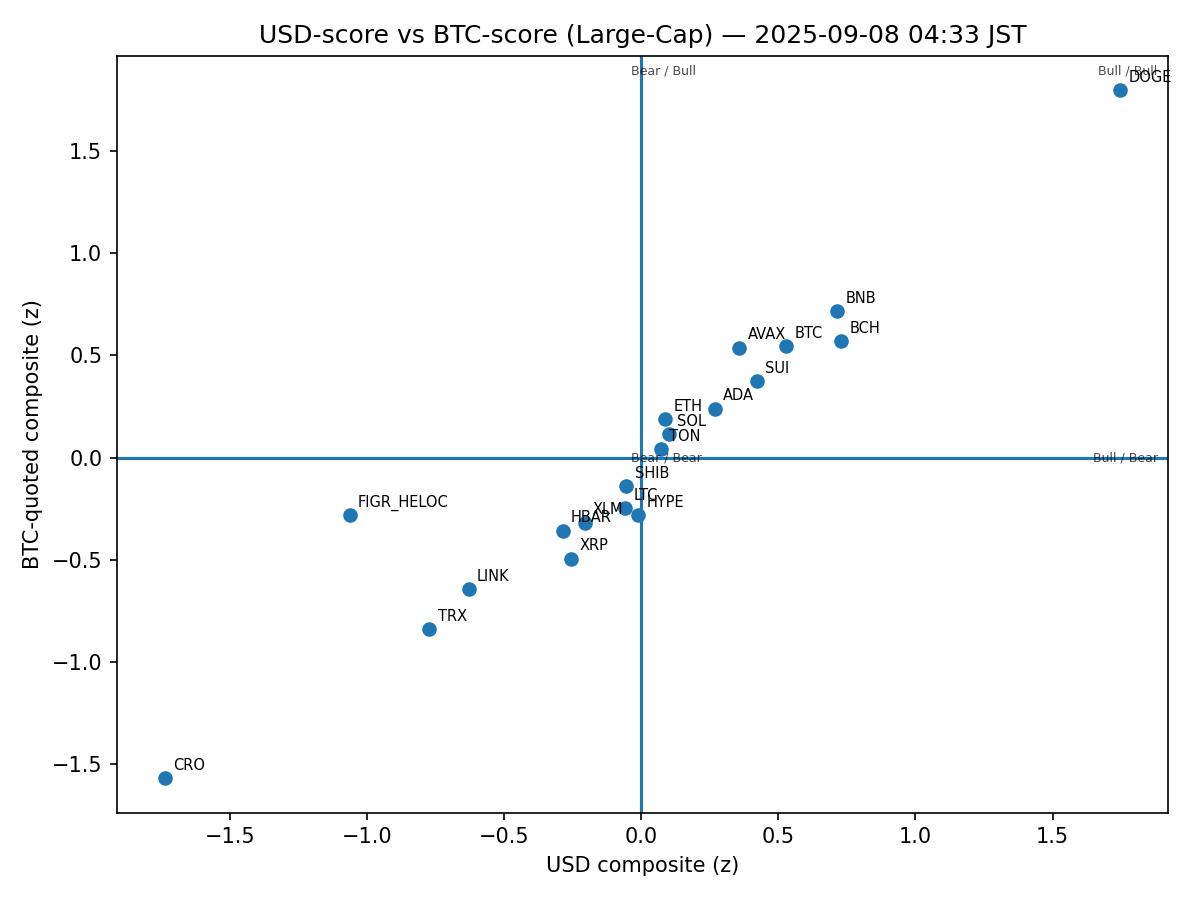 USD-score vs BTC-score (Large-Cap) — 2025-09-08 04:33 JST
Bear / Bull
Bull / Bull
DOGE
1.5
1.0
BNB
BCH
AVAX
BTC
0.5
SUI
ADA
ETH
SOL
TON
0.0
Bear / Bear
Bull / Bear
SHIB
LTC
HYPE
FIGR_HELOC
XLM
HBAR
−0.5
XRP
LINK
TRX
−1.0
−1.5
CRO
−1.5
−1.0
−0.5
0.0
0.5
1.0
1.5
USD composite (z)
BTC-quoted composite (z)